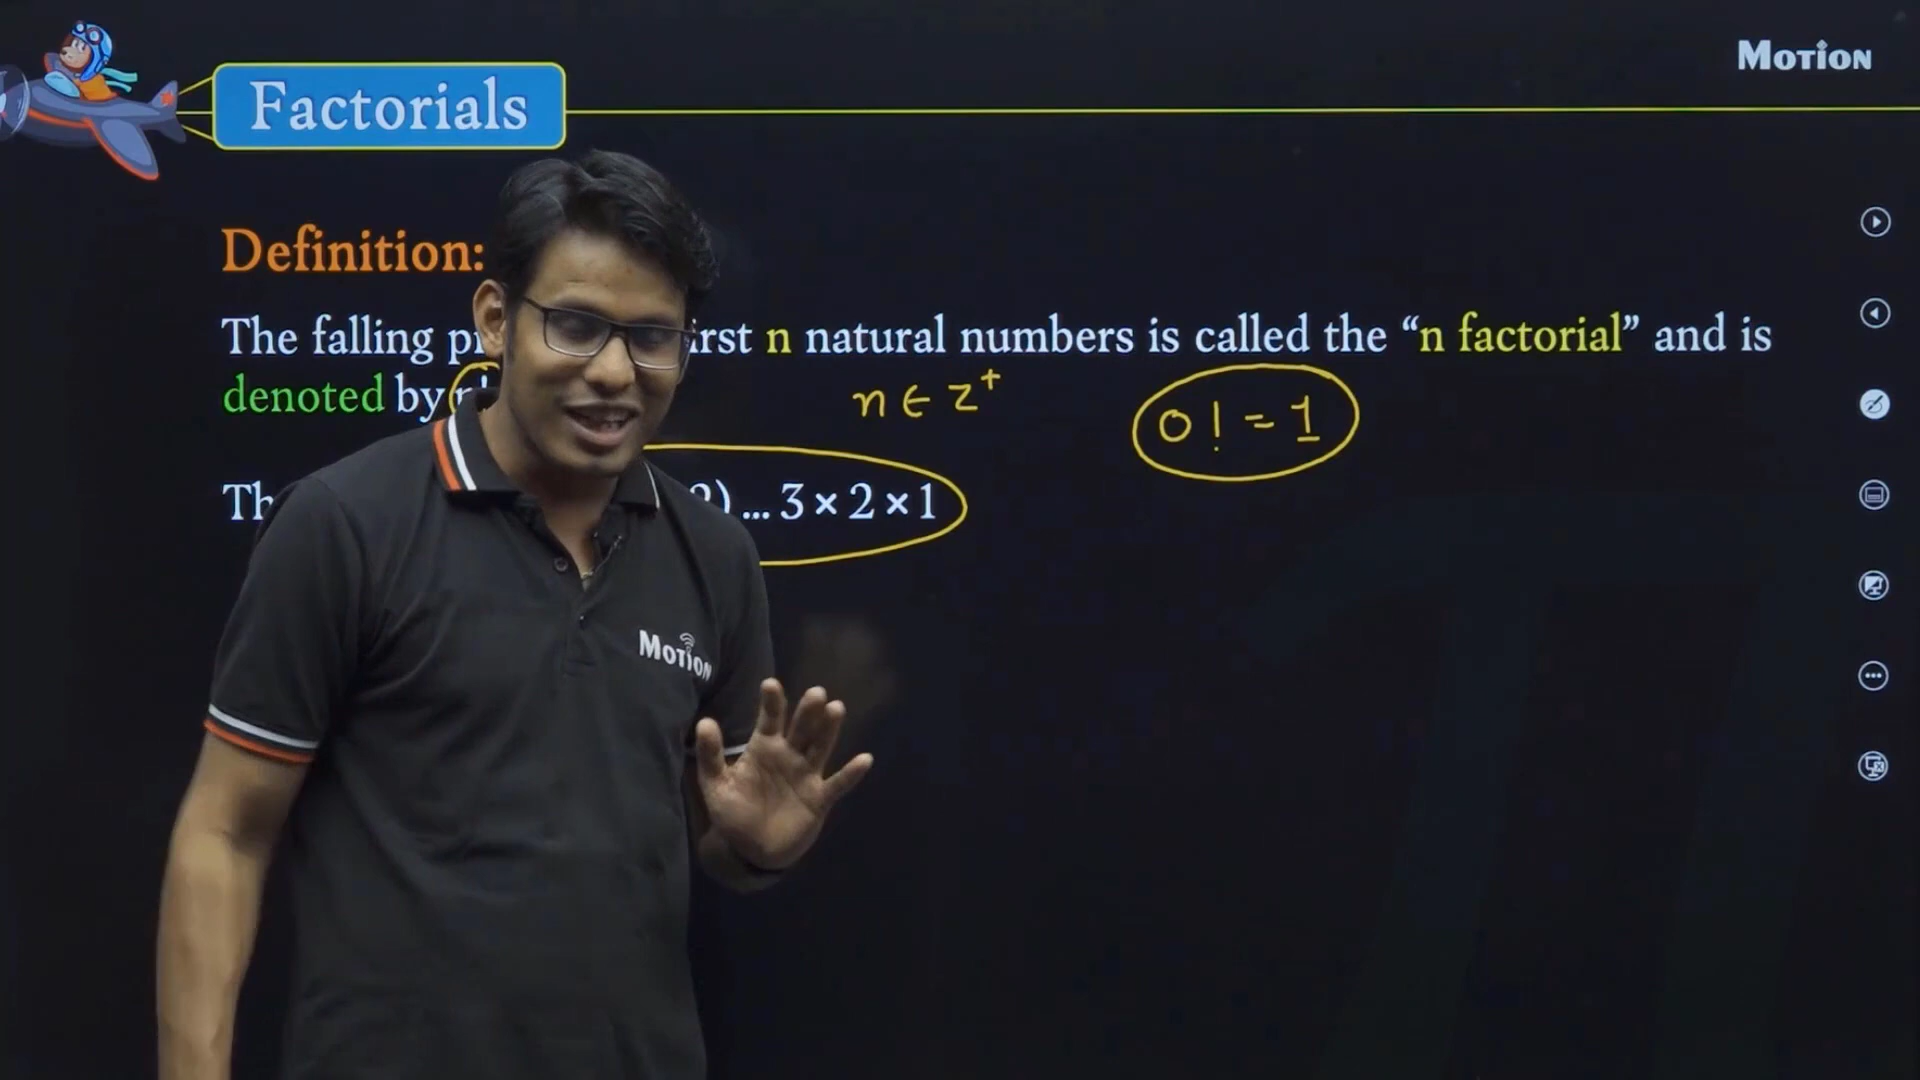 MOTION
Factorials
Definition:
The falling irst n natural numbers is called the “n factorial” and is
denoted by
n ∈ z⁺
0! = 1
2) ... 3 × 2 × 1
MOTION